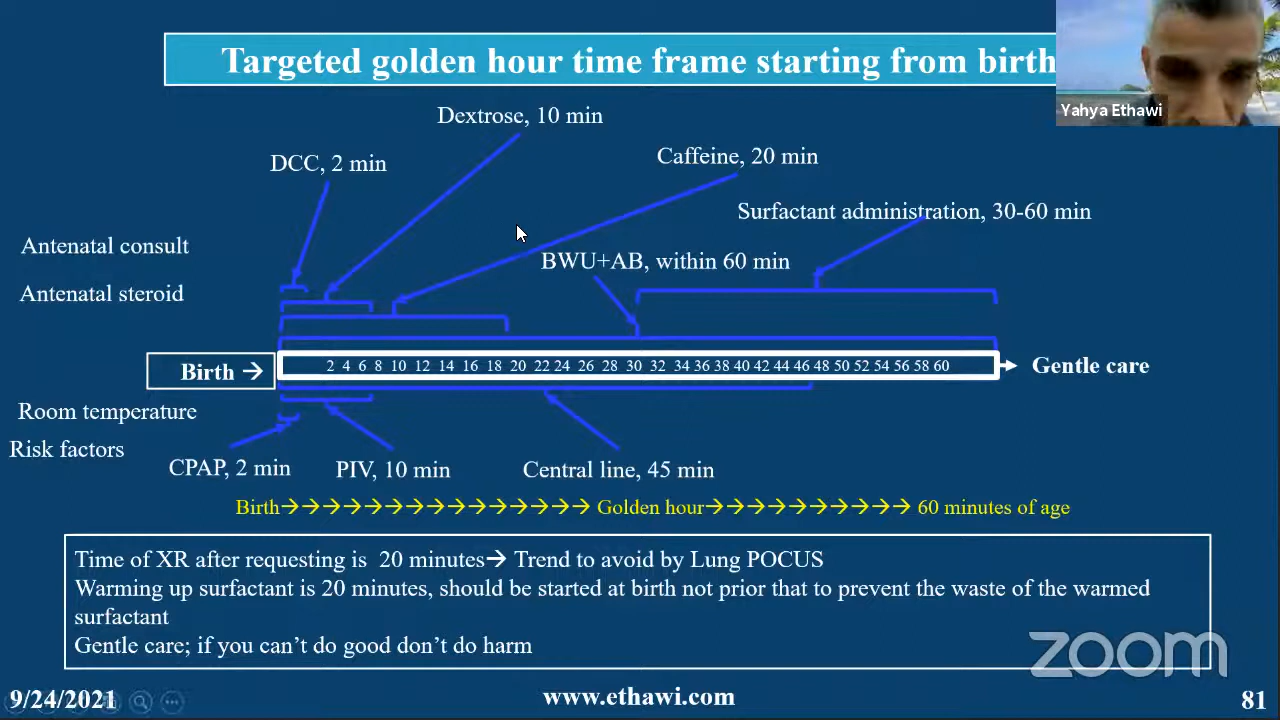 Targeted golden hour time frame starting from birth
Yahya Ethawi
Dextrose, 10 min
DCC, 2 min
Caffeine, 20 min
Surfactant administration, 30-60 min
Antenatal consult
BWU+AB, within 60 min
Antenatal steroid
Birth→
2 4 6 8 10 12 14 16 18 20 22 24 26 28 30 32 34 36 38 40 42 44 46 48 50 52 54 56 58 60
Gentle care
Room temperature
Risk factors
CPAP, 2 min
PIV, 10 min
Central line, 45 min
Birth→→→→→→→→→→→→→→→Golden hour→→→→→→→→→→60 minutes of age
Time of XR after requesting is 20 minutes→ Trend to avoid by Lung POCUS
Warming up surfactant is 20 minutes, should be started at birth not prior that to prevent the waste of the warmed
surfactant
Gentle care; if you can't do good don't do harm
zoom
9/24/2021
www.ethawi.com
81